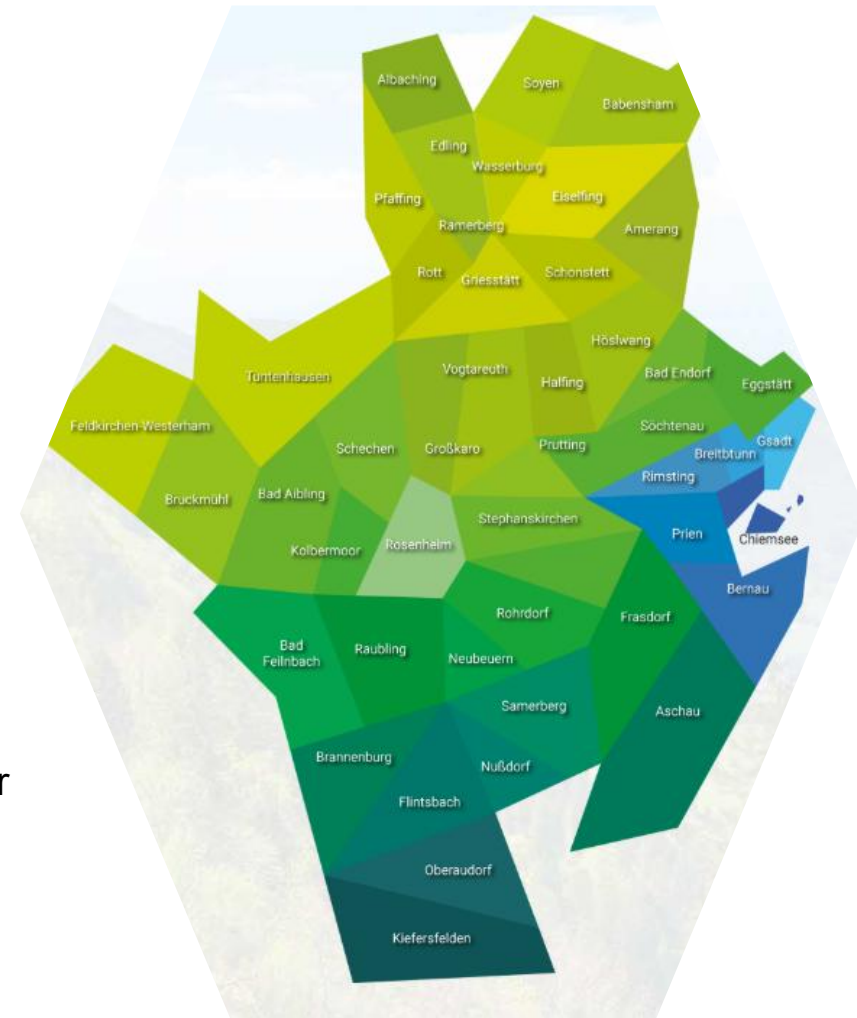 Albaching
Soyen
Babensham
Edling
Wasserburg
Pfaffing
Eiselfing
Ramerberg
Amerang
Rott
Griesstätt
Schonstett
Höslwang
Tuntenhausen
Vogtareuth
Halfing
Bad Endorf
Eggstätt
Feldkirchen-Westerham
Söchtenau
Gsadt
Schechen
Großkaro
Prutting
Breitbtunn
Rimsting
Bruckmühl
Bad Aibling
Stephanskirchen
Kolbermoor
Rosenheim
Prien
Chiemsee
Bernau
Rohrdorf
Frasdorf
Bad
Feilnbach
Raubling
Neubeuern
Samerberg
Aschau
Brannenburg
Nußdorf
r
Flintsbach
Oberaudorf
Kiefersfelden